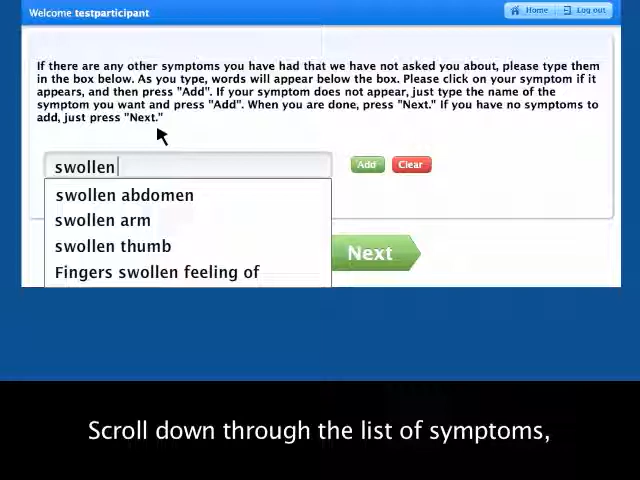 Welcome testparticipant
Home
Log out
If there are any other symptoms you have had that we have not asked you about, please type them
in the box below. As you type, words will appear below the box. Please click on your symptom if it
appears, and then press "Add". If your symptom does not appear, just type the name of the
symptom you want and press "Add". When you are done, press "Next." If you have no symptoms to
add, just press "Next."
swollen
Add
Clear
swollen abdomen
swollen arm
swollen thumb
Fingers swollen feeling of
Next
Scroll down through the list of symptoms,